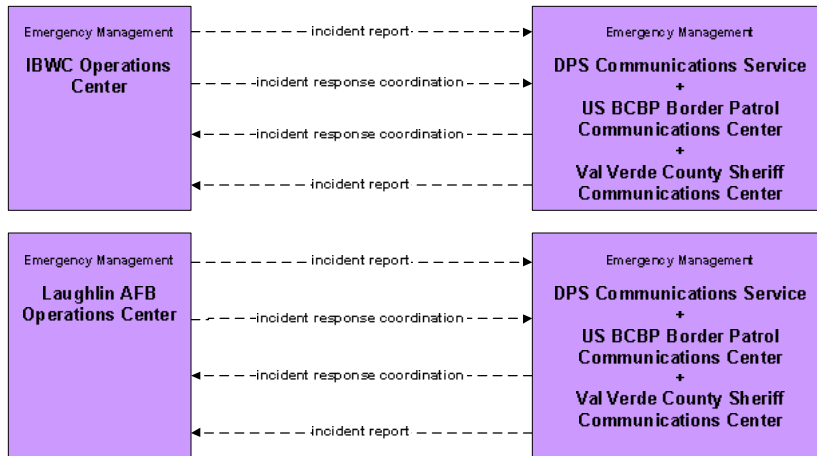 Emergency Management
IBWC Operations
Center
incident report
incident response coordination
incident response coordination
incident report
Emergency Management
DPS Communications Service
+
US BCBP Border Patrol
Communications Center
+
Val Verde County Sheriff
Communications Center
Emergency Management
Laughlin AFB
Operations Center
incident report
incident response coordination
incident response coordination
incident report
Emergency Management
DPS Communications Service
+
US BCBP Border Patrol
Communications Center
+
Val Verde County Sheriff
Communications Center